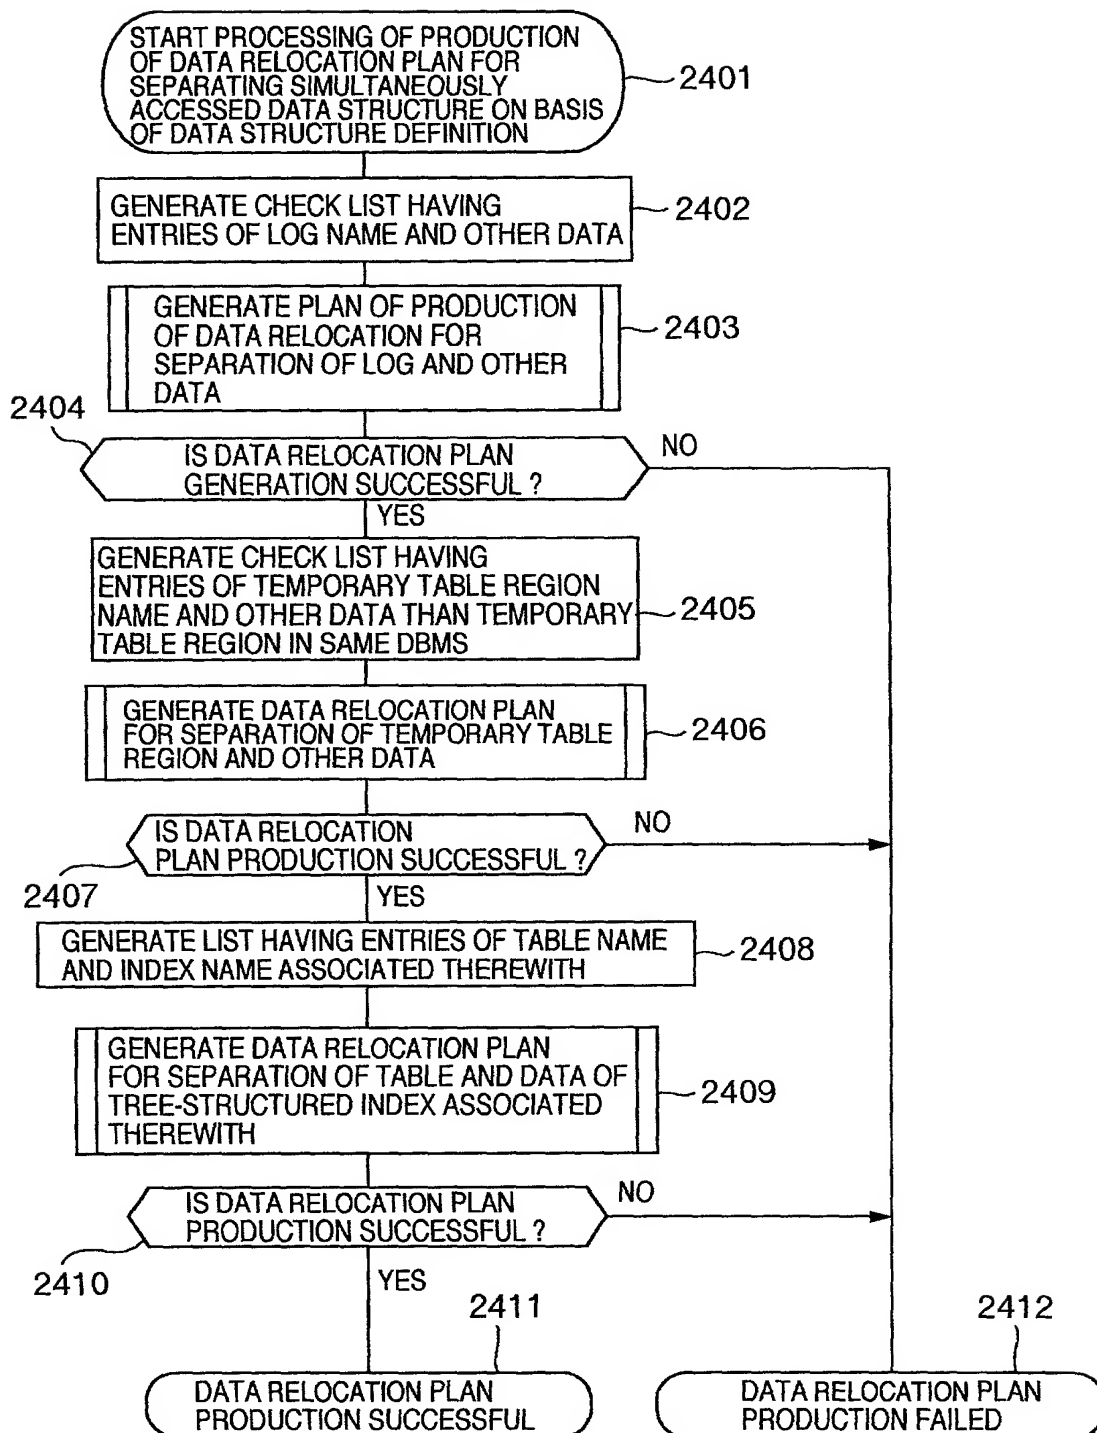 START PROCESSING OF PRODUCTION
OF DATA RELOCATION PLAN FOR
SEPARATING SIMULTANEOUSLY
ACCESSED DATA STRUCTURE ON BASIS
OF DATA STRUCTURE DEFINITION
2401
GENERATE CHECK LIST HAVING
ENTRIES OF LOG NAME AND OTHER DATA
2402
GENERATE PLAN OF PRODUCTION
OF DATA RELOCATION FOR
SEPARATION OF LOG AND OTHER
DATA
2403
2404
IS DATA RELOCATION PLAN
GENERATION SUCCESSFUL ?
NO
YES
GENERATE CHECK LIST HAVING
ENTRIES OF TEMPORARY TABLE REGION
NAME AND OTHER DATA THAN TEMPORARY
TABLE REGION IN SAME DBMS
2405
GENERATE DATA RELOCATION PLAN
FOR SEPARATION OF TEMPORARY TABLE
REGION AND OTHER DATA
2406
IS DATA RELOCATION
PLAN PRODUCTION SUCCESSFUL ?
NO
2407
YES
GENERATE LIST HAVING ENTRIES OF TABLE NAME
AND INDEX NAME ASSOCIATED THEREWITH
2408
GENERATE DATA RELOCATION PLAN
FOR SEPARATION OF TABLE AND DATA OF
TREE-STRUCTURED INDEX ASSOCIATED
THEREWITH
2409
IS DATA RELOCATION PLAN
PRODUCTION SUCCESSFUL ?
NO
2410
YES
2411
2412
DATA RELOCATION PLAN
PRODUCTION SUCCESSFUL
DATA RELOCATION PLAN
PRODUCTION FAILED